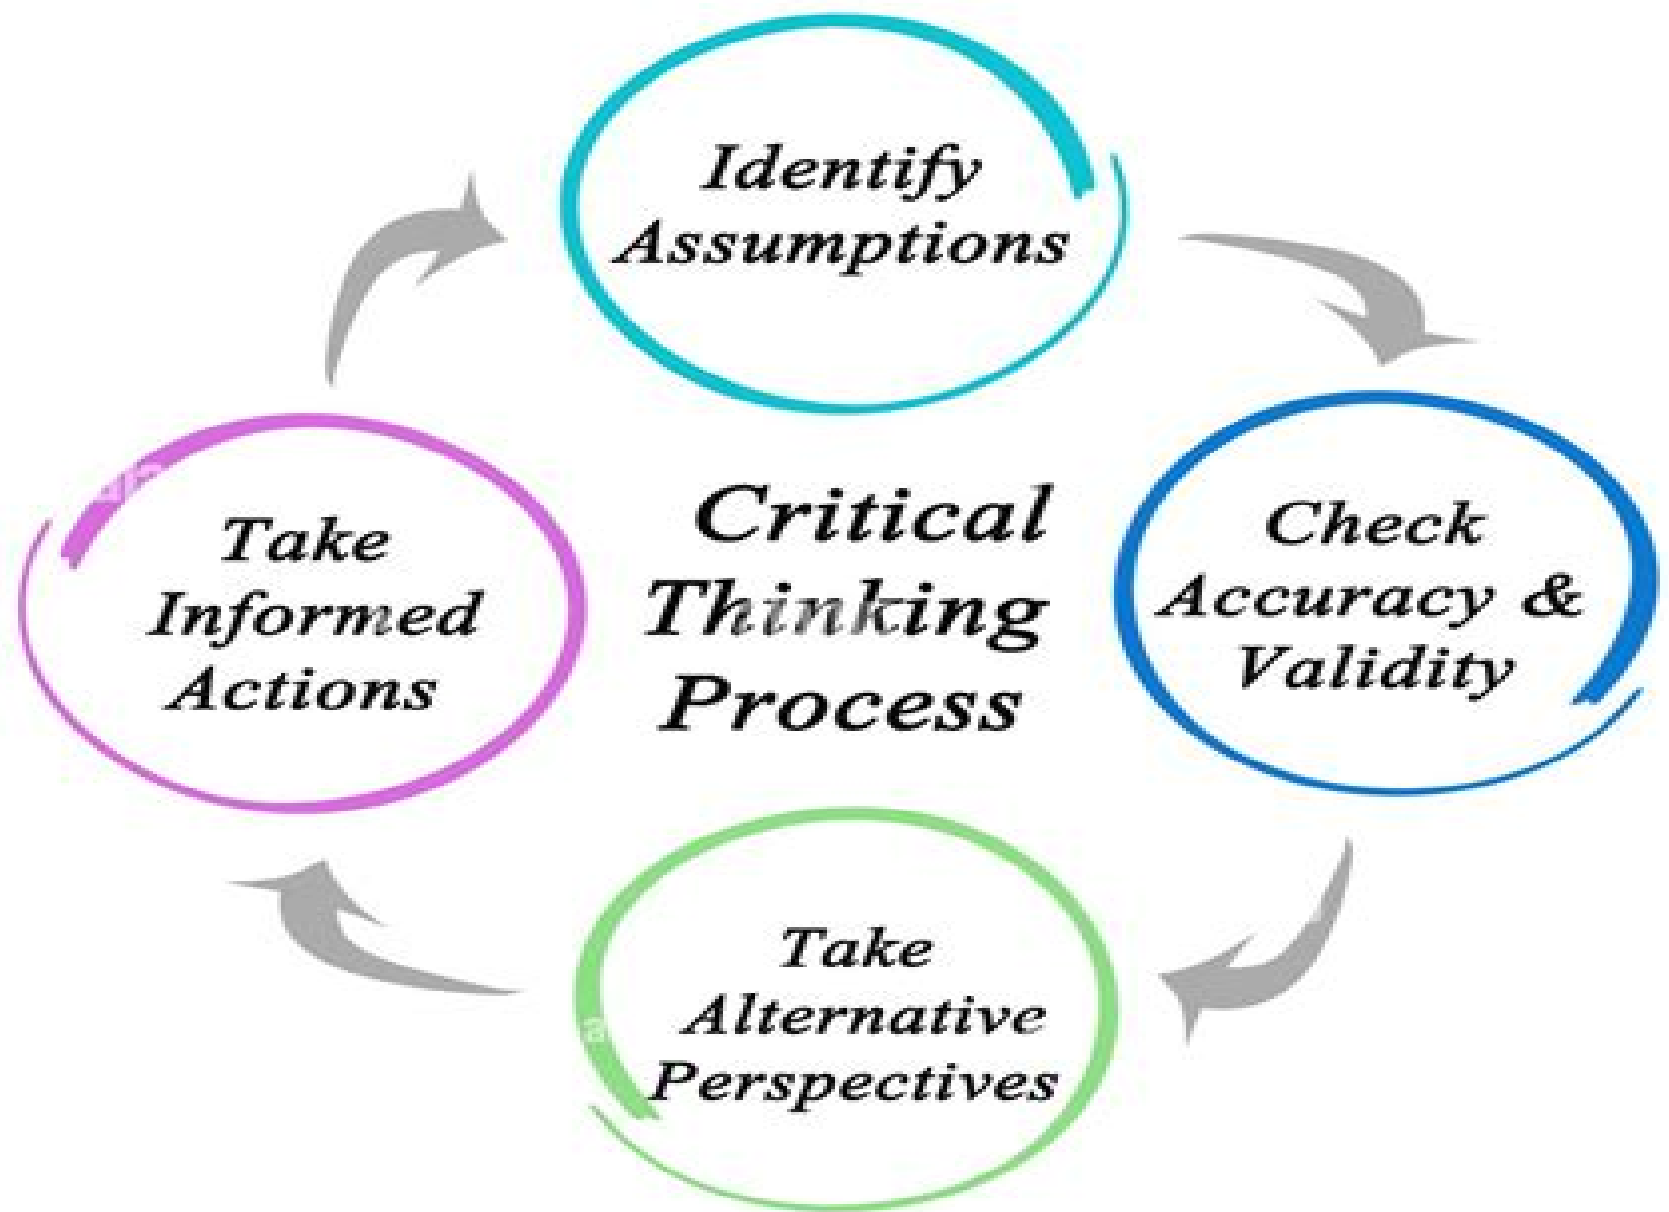 Identify
Assumptions
Check
Accuracy &
Validity
Critical
Thinking
Process
Take
Informed
Actions
Take
Alternative
Perspectives